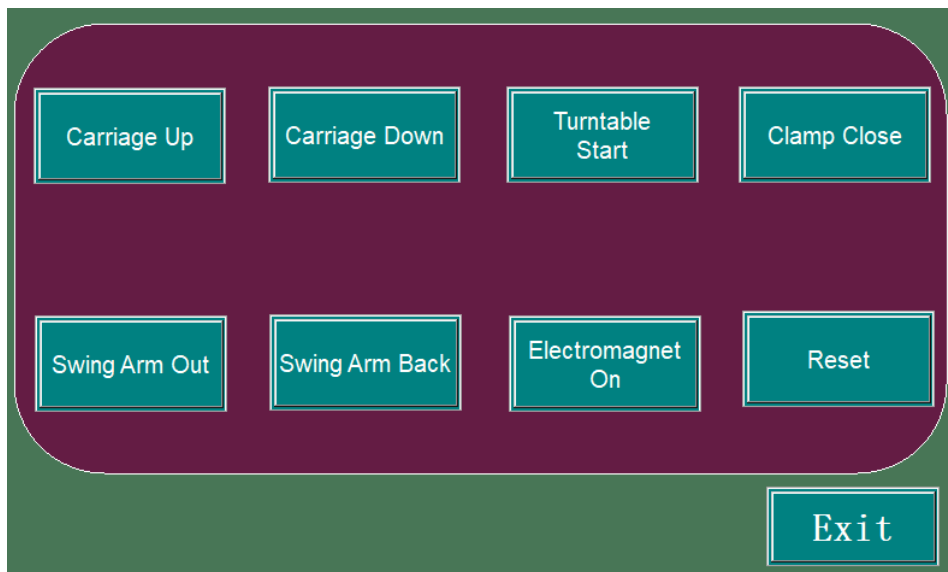 Carriage Up
Carriage Down
Turntable
Start
Clamp Close
Swing Arm Out
Swing Arm Back
Electromagnet
On
Reset
Exit